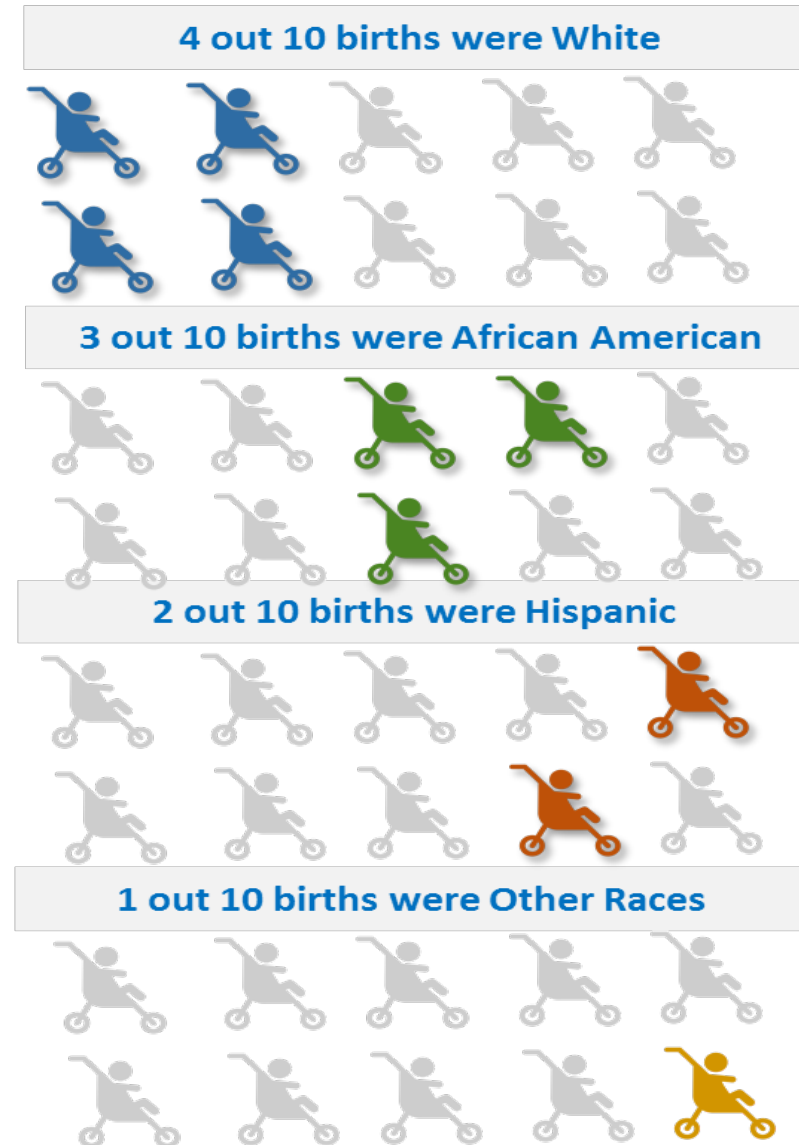 4 out 10 births were White
3 out 10 births were African American
2 out 10 births were Hispanic
1 out 10 births were Other Races